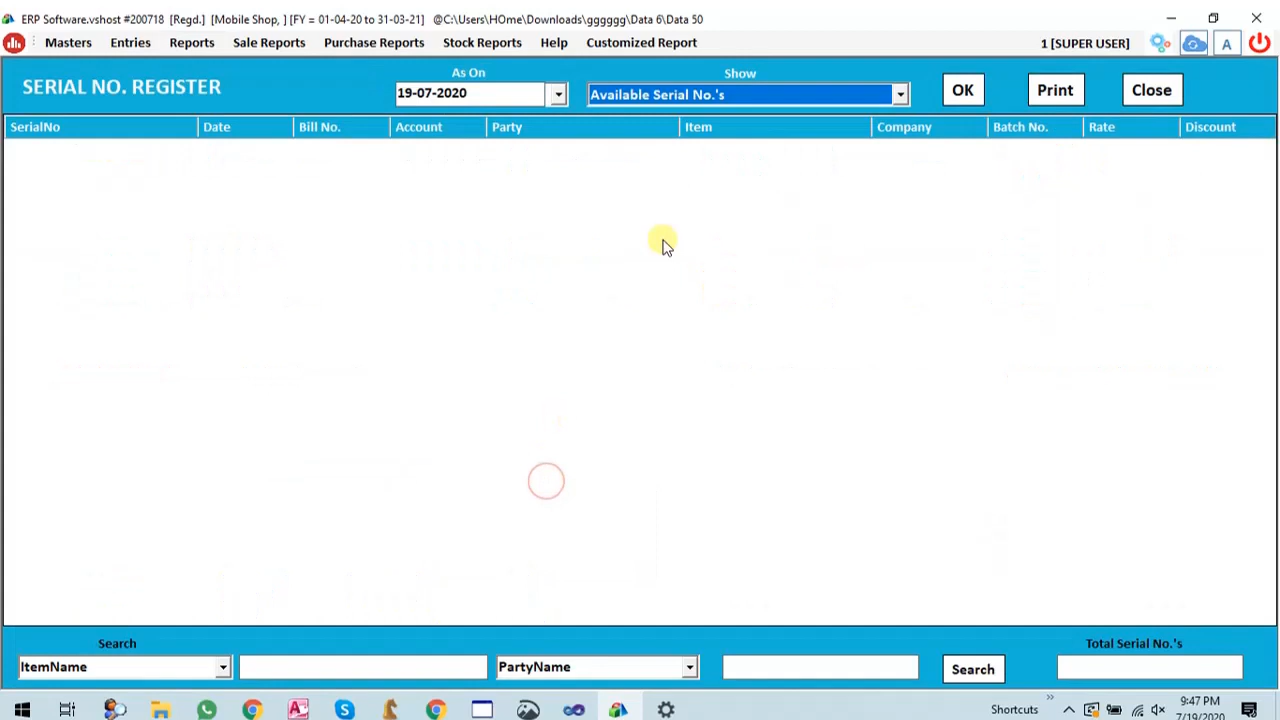 ERP Software.vshost #200718 [Regd.] [Mobile Shop, ] [FY = 01-04-20 to 31-03-21] @C:\Users\HOme\Downloads\gggggg\Data 6\Data 50
Masters Entries Reports Sale Reports Purchase Reports Stock Reports Help Customized Report 1 [SUPER USER] A
SERIAL NO. REGISTER
As On Show
19-07-2020 Available Serial No.'s OK Print Close
SerialNo Date Bill No. Account Party Item Company Batch No. Rate Discount
Search Total Serial No.'s
ItemName PartyName Search
Shortcuts
9:47 PM
7/19/2020